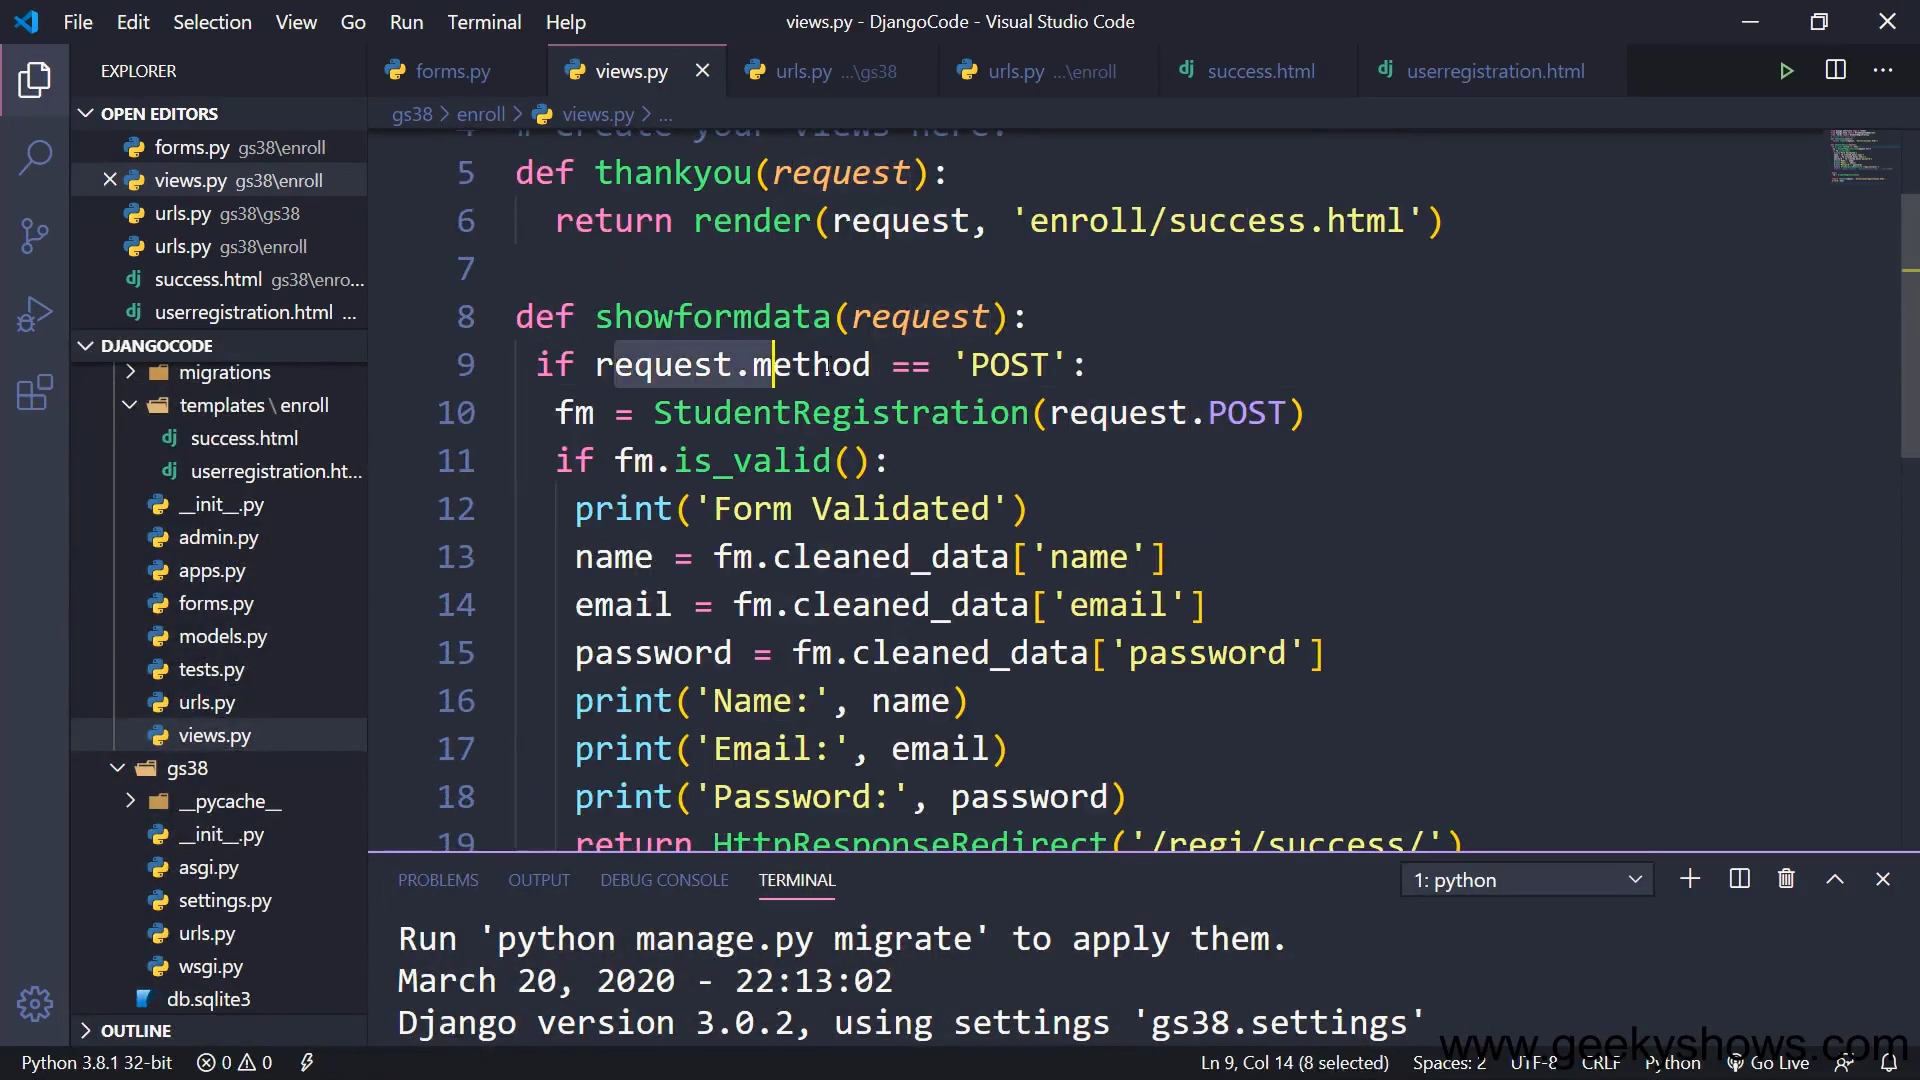 File Edit Selection View Go Run Terminal Help
views.py - DjangoCode - Visual Studio Code
EXPLORER
forms.py
views.py
urls.py ...\gs38
urls.py ...\enroll
success.html
userregistration.html
gs38 > enroll > views.py > ...
OPEN EDITORS
forms.py gs38\enroll
views.py gs38\enroll
urls.py gs38\gs38
urls.py gs38\enroll
success.html gs38\enro...
userregistration.html ...
DJANGOCODE
migrations
templates \ enroll
success.html
userregistration.ht...
__init__.py
admin.py
apps.py
forms.py
models.py
tests.py
urls.py
views.py
gs38
__pycache__
__init__.py
asgi.py
settings.py
urls.py
wsgi.py
db.sqlite3
OUTLINE
4 # Create your views here.
5 def thankyou(request):
6 return render(request, 'enroll/success.html')
7
8 def showformdata(request):
9 if request.method == 'POST':
10 fm = StudentRegistration(request.POST)
11 if fm.is_valid():
12 print('Form Validated')
13 name = fm.cleaned_data['name']
14 email = fm.cleaned_data['email']
15 password = fm.cleaned_data['password']
16 print('Name:', name)
17 print('Email:', email)
18 print('Password:', password)
19 return HttpResponseRedirect('/regi/success/')
PROBLEMS OUTPUT DEBUG CONSOLE TERMINAL
1: python
Run 'python manage.py migrate' to apply them.
March 20, 2020 - 22:13:02
Django version 3.0.2, using settings 'gs38.settings'
www.geekyshows.com
Python 3.8.1 32-bit 0 0
Ln 9, Col 14 (8 selected) Spaces: 2 UTF-8 CRLF Python Go Live